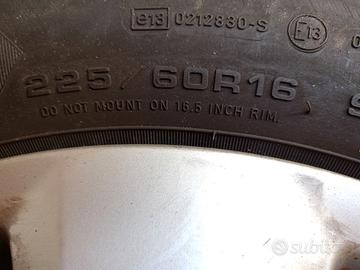 e13 0212830-S E13
225/60R16
DO NOT MOUNT ON 16.5 INCH RIM.
subito